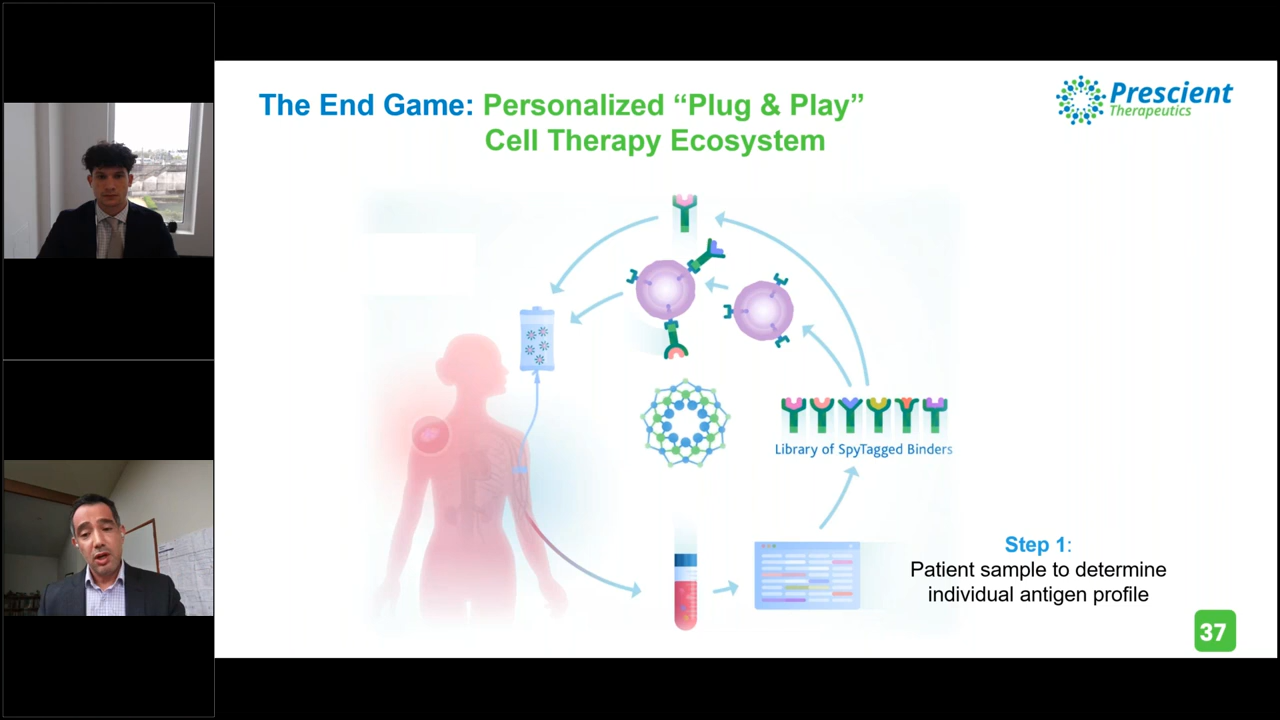 The End Game: Personalized “Plug & Play”
Cell Therapy Ecosystem
Prescient
Therapeutics
Library of SpyTagged Binders
Step 1:
Patient sample to determine
individual antigen profile
37